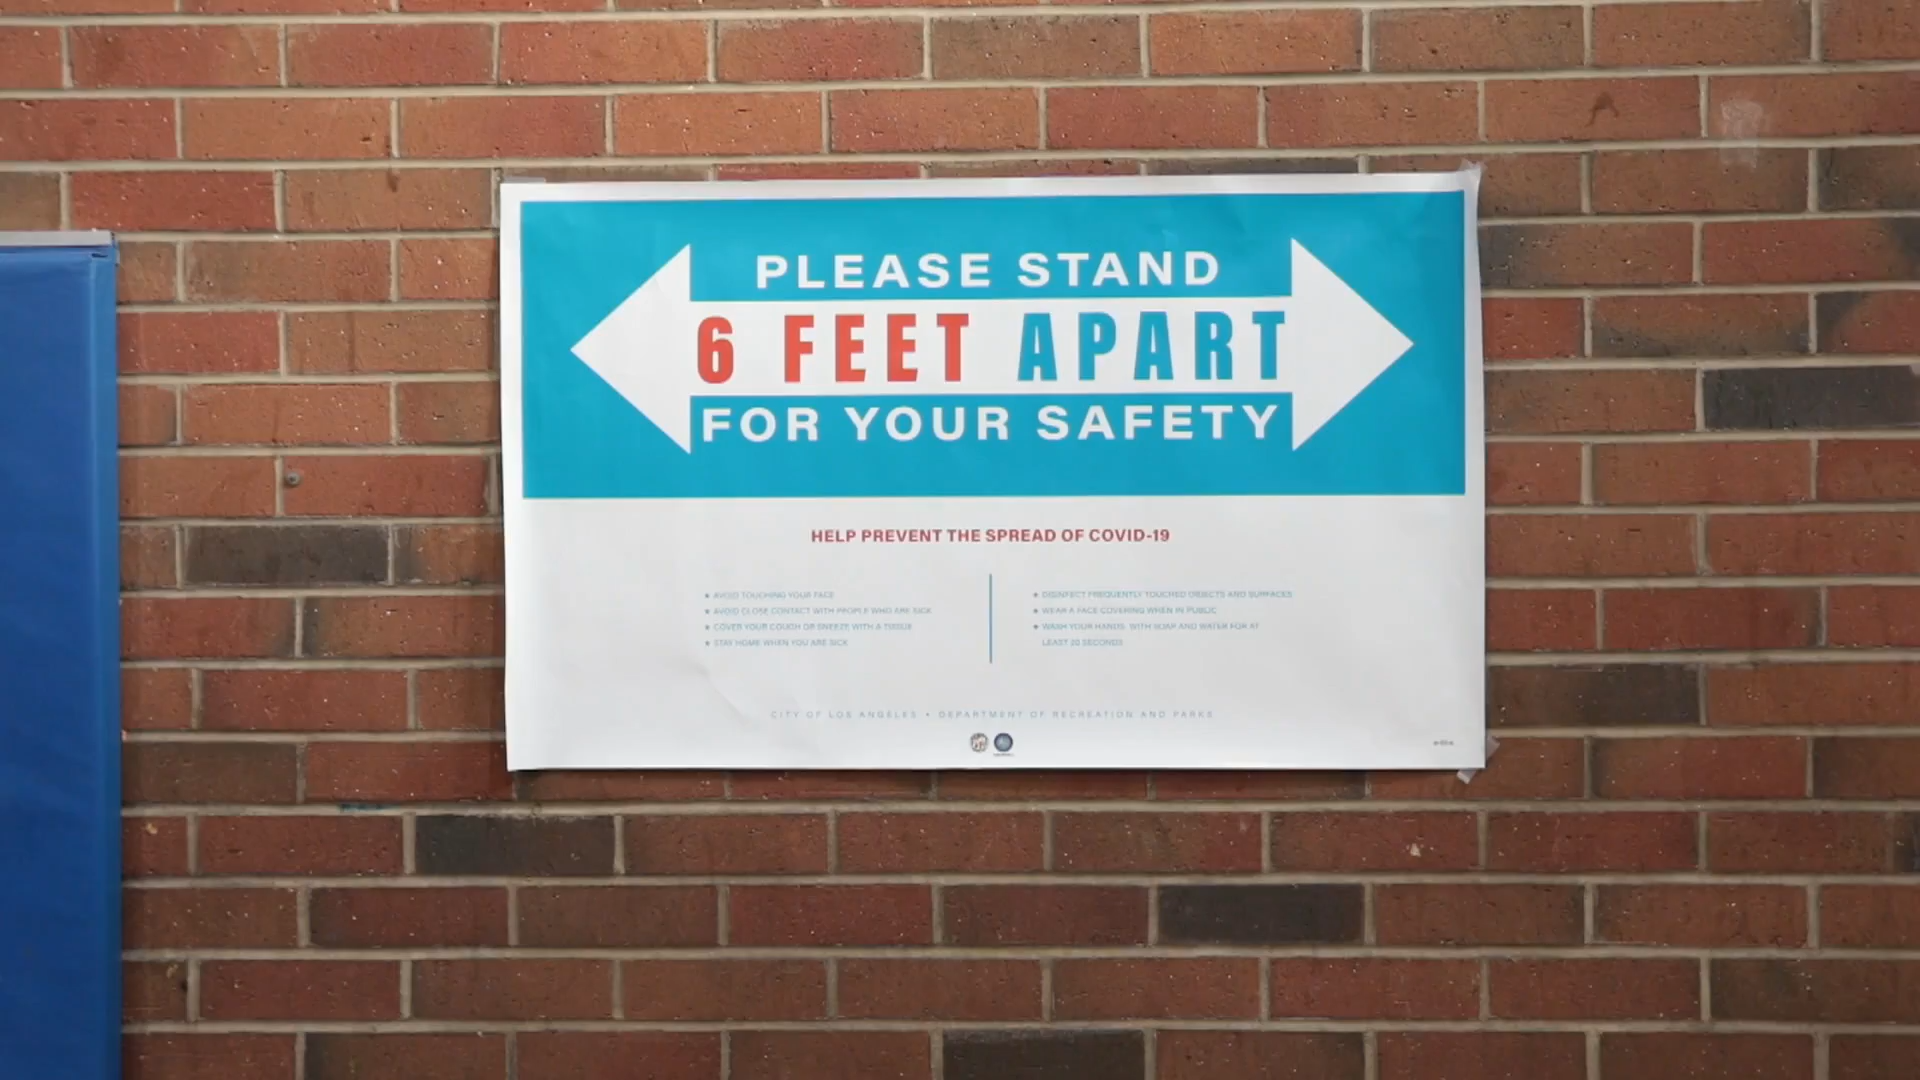 PLEASE STAND
6 FEET APART
FOR YOUR SAFETY
HELP PREVENT THE SPREAD OF COVID-19
★ AVOID TOUCHING YOUR FACE
★ AVOID CLOSE CONTACT WITH PEOPLE WHO ARE SICK
★ COVER YOUR COUGH OR SNEEZE WITH A TISSUE
★ STAY HOME WHEN YOU ARE SICK
★ DISINFECT FREQUENTLY TOUCHED OBJECTS AND SURFACES
★ WEAR A FACE COVERING WHEN IN PUBLIC
★ WASH YOUR HANDS WITH SOAP AND WATER FOR AT
LEAST 20 SECONDS
CITY OF LOS ANGELES • DEPARTMENT OF RECREATION AND PARKS